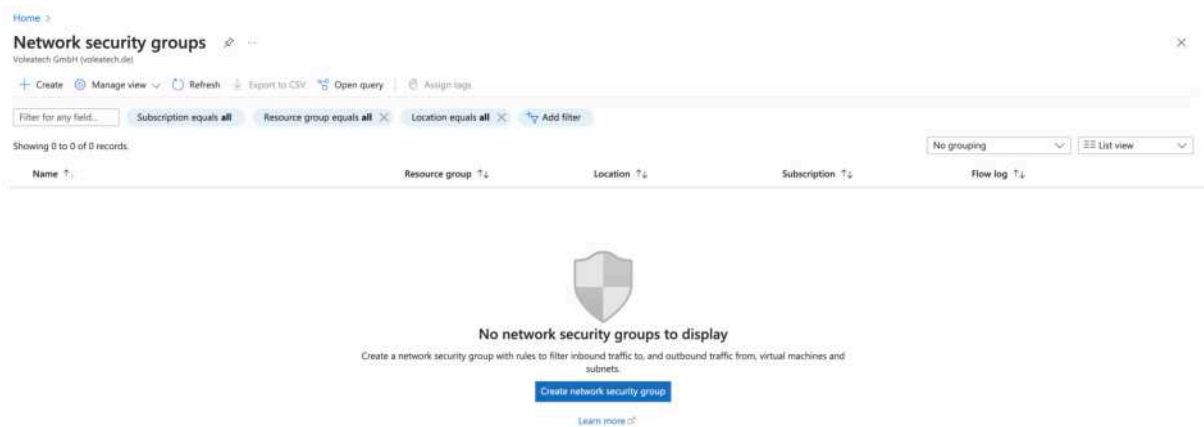 Home >
Network security groups ...
Voleatech GmbH (voleatech.de)
+ Create Manage view Refresh Export to CSV Open query Assign tags
Filter for any field... Subscription equals all Resource group equals all Location equals all Add filter
Showing 0 to 0 of 0 records.
No grouping List view
Name Resource group Location Subscription Flow log
No network security groups to display
Create a network security group with rules to filter inbound traffic to, and outbound traffic from, virtual machines and
subnets.
Create network security group
Learn more